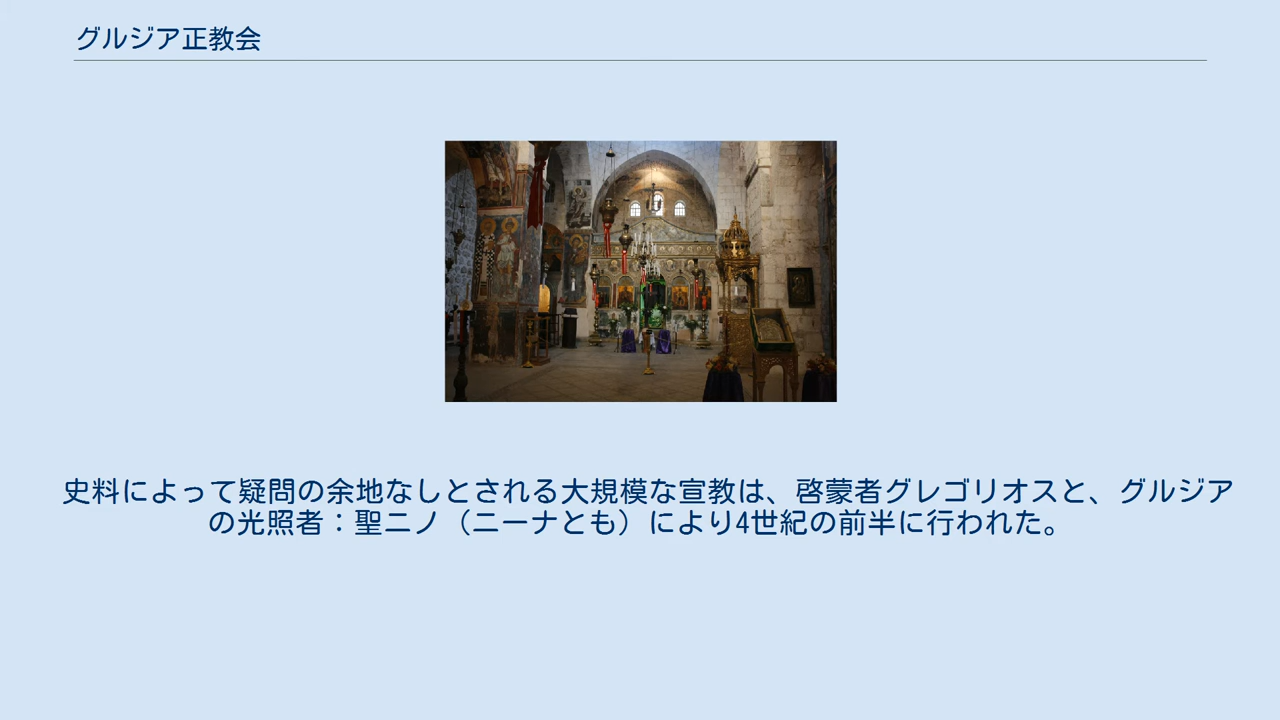 グルジア正教会
史料によって疑問の余地なしとされる大規模な宣教は、啓蒙者グレゴリオスと、グルジア
の光照者：聖ニノ（ニーナとも）により4世紀の前半に行われた。